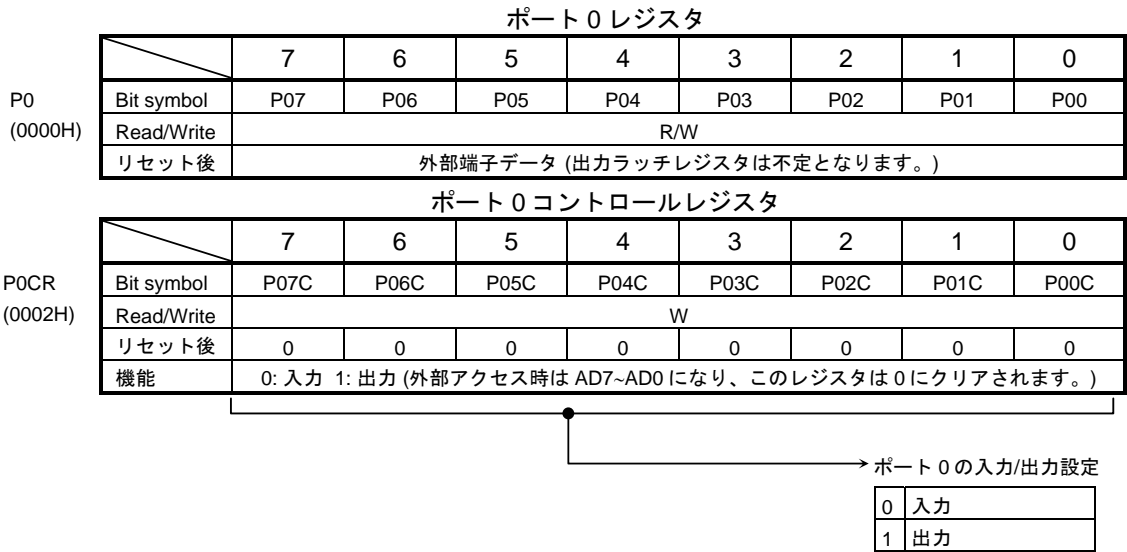 ポート 0 レジスタ
7 6 5 4 3 2 1 0
P0 (0000H)
Bit symbol P07 P06 P05 P04 P03 P02 P01 P00
Read/Write R/W
リセット後 外部端子データ (出力ラッチレジスタは不定となります。)
ポート 0 コントロールレジスタ
7 6 5 4 3 2 1 0
P0CR (0002H)
Bit symbol P07C P06C P05C P04C P03C P02C P01C P00C
Read/Write W
リセット後 0 0 0 0 0 0 0 0
機能 0: 入力 1: 出力 (外部アクセス時は AD7~AD0 になり、このレジスタは 0 にクリアされます。)
ポート 0 の入力/出力設定
0 入力
1 出力